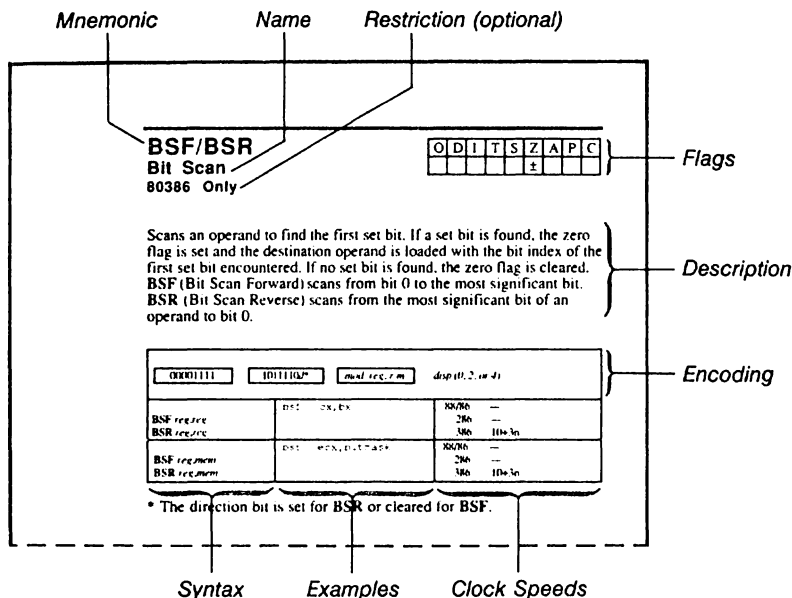 Mnemonic Name Restriction (optional)
BSF/BSR
Bit Scan
80386 Only
O D I T S Z A P C
±
Flags
Scans an operand to find the first set bit. If a set bit is found, the zero
flag is set and the destination operand is loaded with the bit index of the
first set bit encountered. If no set bit is found, the zero flag is cleared.
BSF (Bit Scan Forward) scans from bit 0 to the most significant bit.
BSR (Bit Scan Reverse) scans from the most significant bit of an
operand to bit 0.
Description
00001111 1011110d* mod,reg,r/m disp (0, 2, or 4)
Encoding
BSF reg,reg
BSR reg,reg
bsf cx,bx
88/86 —
286 —
386 10+3n
BSF reg,mem
BSR reg,mem
bsf ecx,bitmask
88/86 —
286 —
386 10+3n
* The direction bit is set for BSR or cleared for BSF.
Syntax Examples Clock Speeds